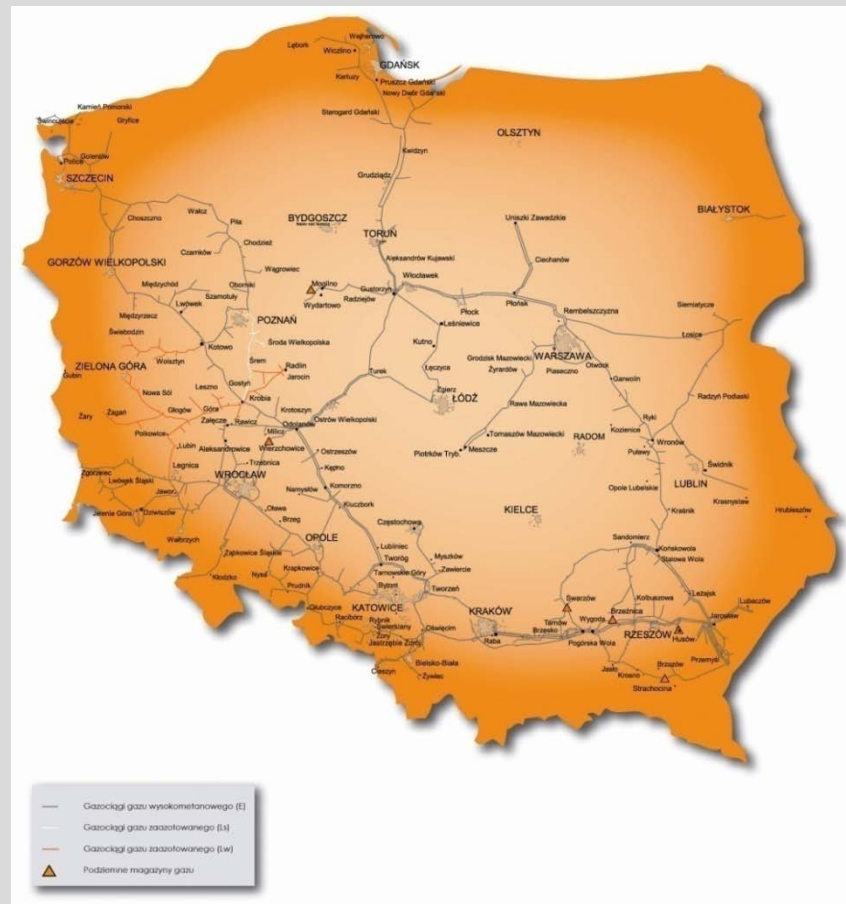 Wejherowo
Lębork
Wiczlino
GDAŃSK
Kartuzy
Pruszcz Gdański
Nowy Dwór Gdański
Kamień Pomorski
Starogard Gdański
Świnoujście
Gryfice
OLSZTYN
Kwidzyn
Goleniów
Police
SZCZECIN
Grudziądz
Wałcz
Choszczno
Piła
BYDGOSZCZ
Uniszki Zawadzkie
BIAŁYSTOK
TORUŃ
Chodzież
Czarnków
Aleksandrów Kujawski
Ciechanów
GORZÓW WIELKOPOLSKI
Wągrowiec
Włocławek
Międzychód
Oborniki
Mogilno
Gustorzyn
Szamotuły
Radziejów
Wydartowo
Płońsk
Siemiatycze
Lwówek
Płock
Rembelszczyzna
Międzyrzecz
POZNAŃ
Leśniewice
Świebodzin
Łosice
Kotowo
Środa Wielkopolska
Kutno
Grodzisk Mazowiecki
WARSZAWA
Wolsztyn
Śrem
Otwock
ZIELONA GÓRA
Radlin
Turek
Łęczyca
Żyrardów
Piaseczno
Gubin
Jarocin
Garwolin
Leszno
Gostyń
Zgierz
Nowa Sól
Krobia
ŁÓDŹ
Rawa Mazowiecka
Radzyń Podlaski
Żary
Żagań
Głogów
Góra
Krotoszyn
Ostrów Wielkopolski
Ryki
Załęcze
Rawicz
Odolanów
Kozienice
Polkowice
Milicz
Tomaszów Mazowiecki
RADOM
Wronów
Lubin
Aleksandrowice
Wierzchowice
Piotrków Tryb.
Meszcze
Puławy
Ostrzeszów
Świdnik
Legnica
Trzebnica
Kępno
Zgorzelec
Lwówek Śląski
WROCŁAW
LUBLIN
Jawor
Namysłów
Komorzno
Opole Lubelskie
Krasnystaw
Jelenia Góra
Dziwiszów
Oława
Kluczbork
KIELCE
Kraśnik
Hrubieszów
Brzeg
Częstochowa
Wałbrzych
OPOLE
Sandomierz
Ząbkowice Śląskie
Lubliniec
Myszków
Końskowola
Krapkowice
Tworóg
Stalowa Wola
Kłodzko
Nysa
Tarnowskie Góry
Zawiercie
Prudnik
Bytom
Tworzeń
Swarzów
Kolbuszowa
Leżajsk
Głubczyce
KATOWICE
Brzeźnica
Lubaczów
Racibórz
Rybnik
KRAKÓW
Tarnów
Wygoda
Świerklany
Oświęcim
Brzesko
RZESZÓW
Jarosław
Żory
Raba
Husów
Jastrzębie Zdrój
Pogórska Wola
Przemyśl
Bielsko-Biała
Jasło
Brzozów
Cieszyn
Krosno
Żywiec
Strachocina
Gazociągi gazu wysokometanowego (E)
Gazociągi gazu zaazotowanego (Ls)
Gazociągi gazu zaazotowanego (Lw)
Podziemne magazyny gazu